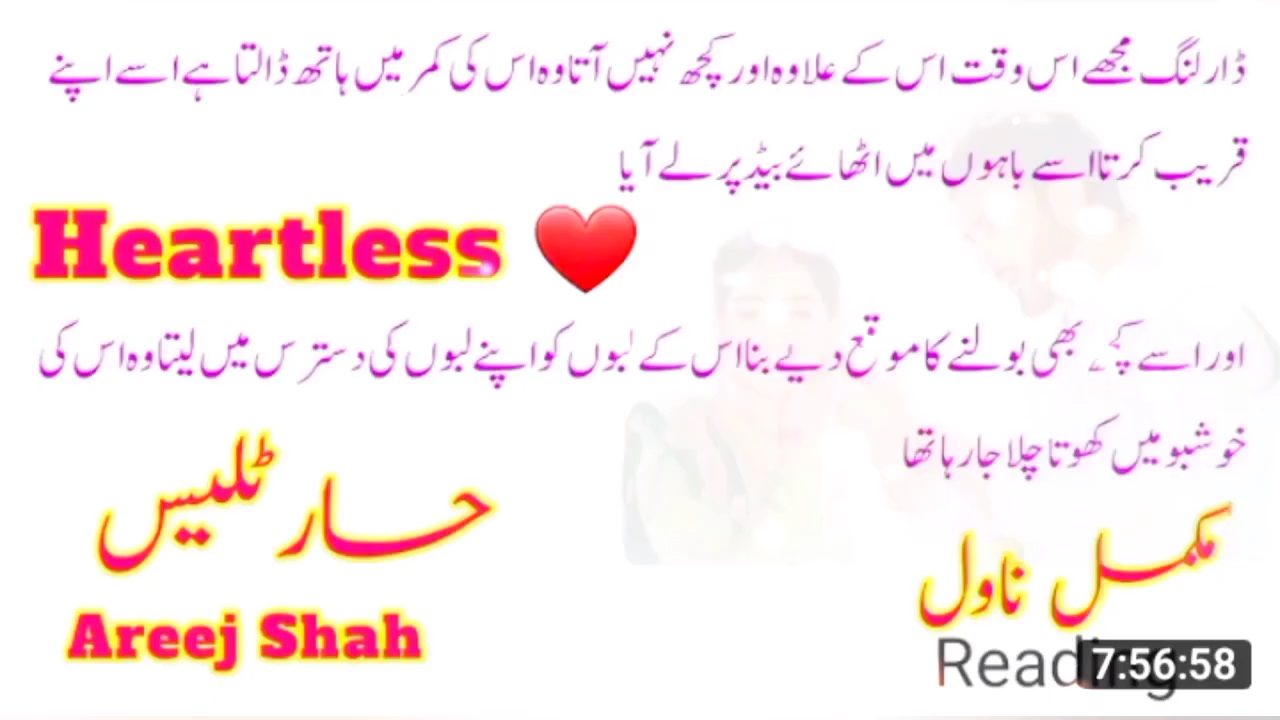 ڈارلنگ مجھے اس وقت اس کے علاوہ اور کچھ نہیں آتا وہ اس کی کمر میں ہاتھ ڈالتا ہے اسے اپنے
قریب کرتا اسے باہوں میں اٹھائے بیڈ پر لے آیا
Heartless ❤️
اور اسے کچھ بھی بولنے کا موقع دیے بنا اس کے لبوں کو اپنے لبوں کی دسترس میں لیتا وہ اس کی
خوشبو میں کھوتا چلا جا رہا تھا
حارٹلیس
مکمل ناول
Areej Shah
Reading
7:56:58